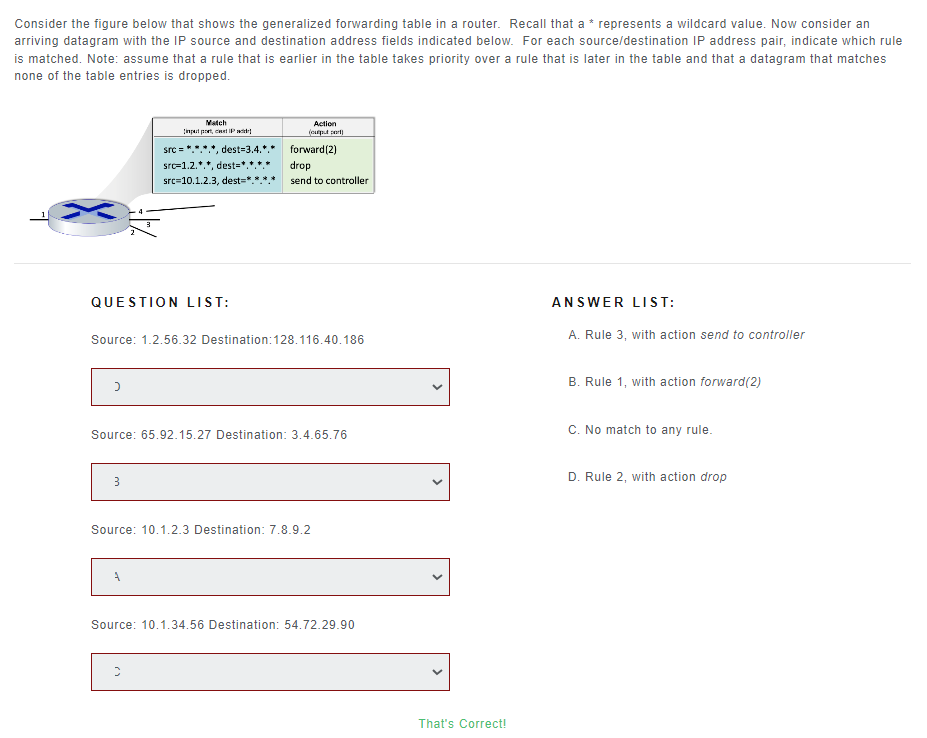 Consider the figure below that shows the generalized forwarding table in a router.  Recall that a * represents a wildcard value. Now consider an
arriving datagram with the IP source and destination address fields indicated below.  For each source/destination IP address pair, indicate which rule
is matched. Note: assume that a rule that is earlier in the table takes priority over a rule that is later in the table and that a datagram that matches
none of the table entries is dropped.
Match Action
(input port, dest IP addr) (output port)
src = *.*.*.*, dest=3.4.*.* forward(2)
src=1.2.*.*, dest=*.*.*.* drop
src=10.1.2.3, dest=*.*.*.* send to controller
1
4
3
2
QUESTION LIST:
Source: 1.2.56.32 Destination:128.116.40.186
D
Source: 65.92.15.27 Destination: 3.4.65.76
B
Source: 10.1.2.3 Destination: 7.8.9.2
A
Source: 10.1.34.56 Destination: 54.72.29.90
C
ANSWER LIST:
A. Rule 3, with action send to controller
B. Rule 1, with action forward(2)
C. No match to any rule.
D. Rule 2, with action drop
That's Correct!